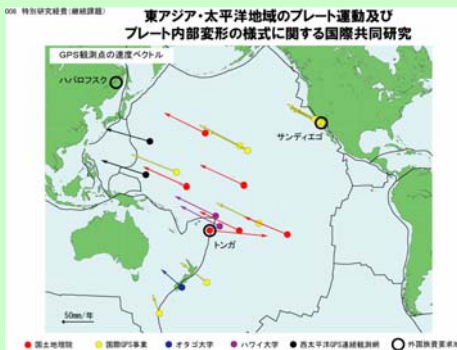 006 特別研究経費(継続課題)
東アジア・太平洋地域のプレート運動及び
プレート内部変形の様式に関する国際共同研究
GPS観測点の速度ベクトル
ハバロフスク
サンディエゴ
トンガ
50mm/年
国土地理院 国際GPS事業 オタゴ大学 ハワイ大学 西太平洋GPS連続観測網 外国旅費要求地